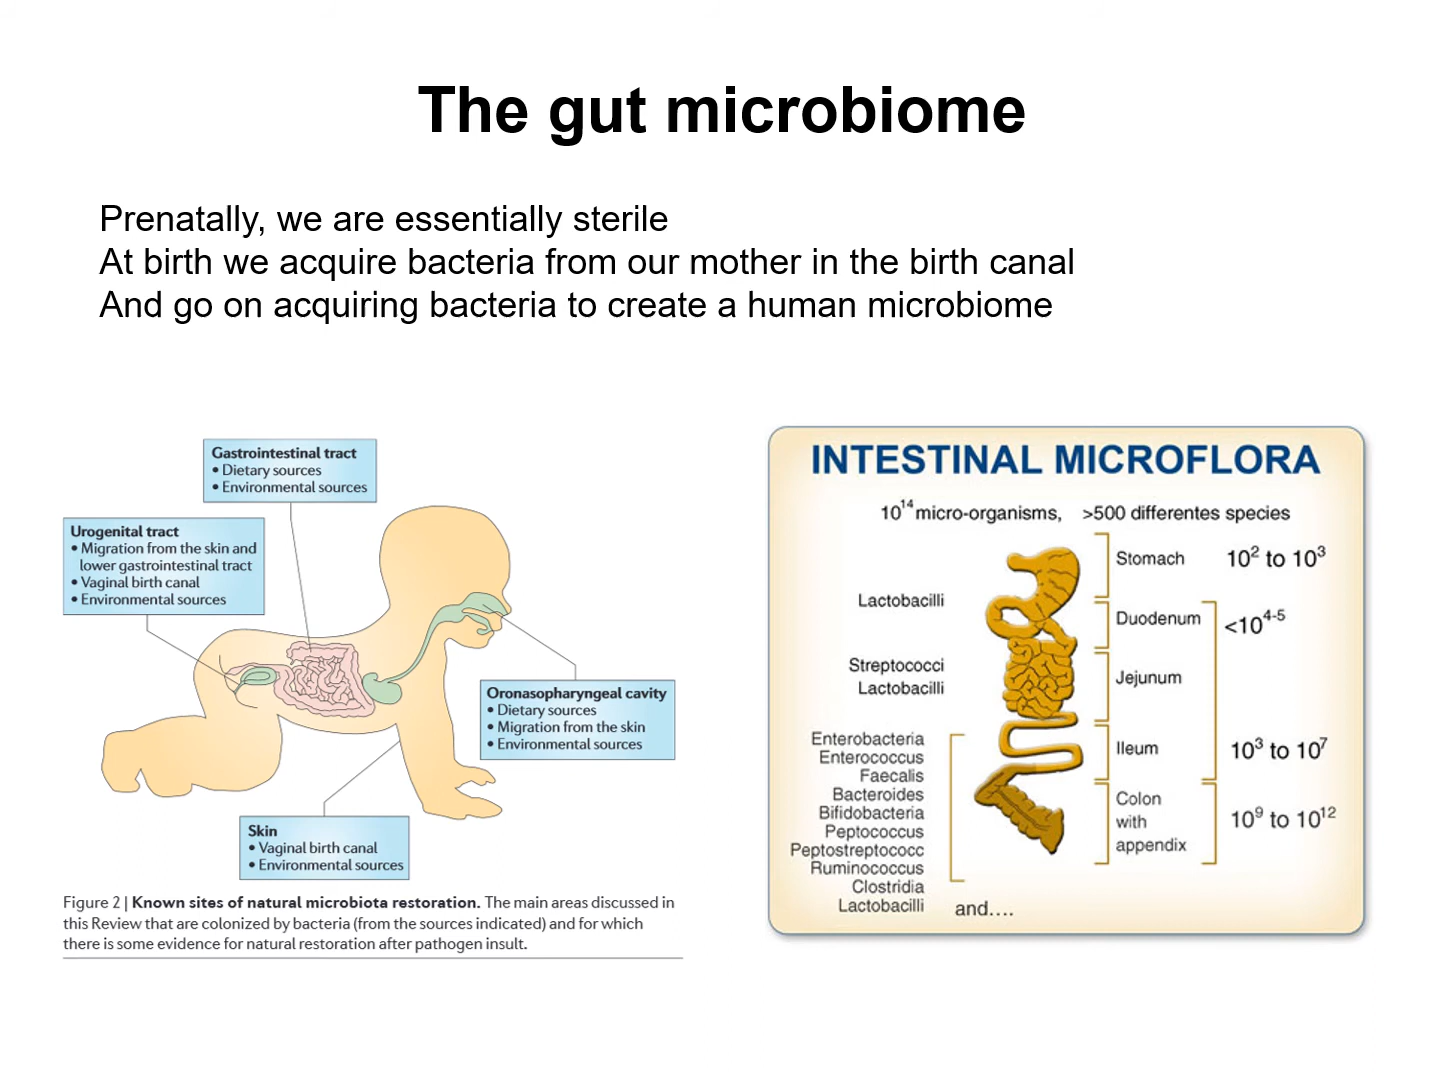 The gut microbiome
Prenatally, we are essentially sterile
At birth we acquire bacteria from our mother in the birth canal
And go on acquiring bacteria to create a human microbiome
Gastrointestinal tract
• Dietary sources
• Environmental sources
Urogenital tract
• Migration from the skin and
lower gastrointestinal tract
• Vaginal birth canal
• Environmental sources
Oronasopharyngeal cavity
• Dietary sources
• Migration from the skin
• Environmental sources
Skin
• Vaginal birth canal
• Environmental sources
Figure 2 | Known sites of natural microbiota restoration. The main areas discussed in
this Review that are colonized by bacteria (from the sources indicated) and for which
there is some evidence for natural restoration after pathogen insult.
INTESTINAL MICROFLORA
10¹⁴ micro-organisms, >500 differentes species
Stomach 10² to 10³
Lactobacilli
Duodenum <10⁴⁻⁵
Streptococci
Lactobacilli
Jejunum
Enterobacteria
Enterococcus
Faecalis
Bacteroides
Bifidobacteria
Peptococcus
Peptostreptococc
Ruminococcus
Clostridia
Lactobacilli
and....
Ileum 10³ to 10⁷
Colon
with
appendix
10⁹ to 10¹²